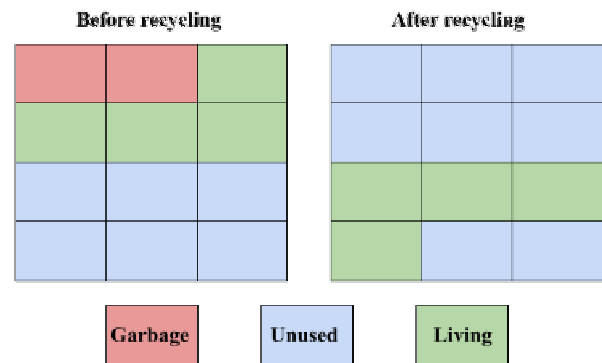 Before recycling
After recycling
Garbage
Unused
Living